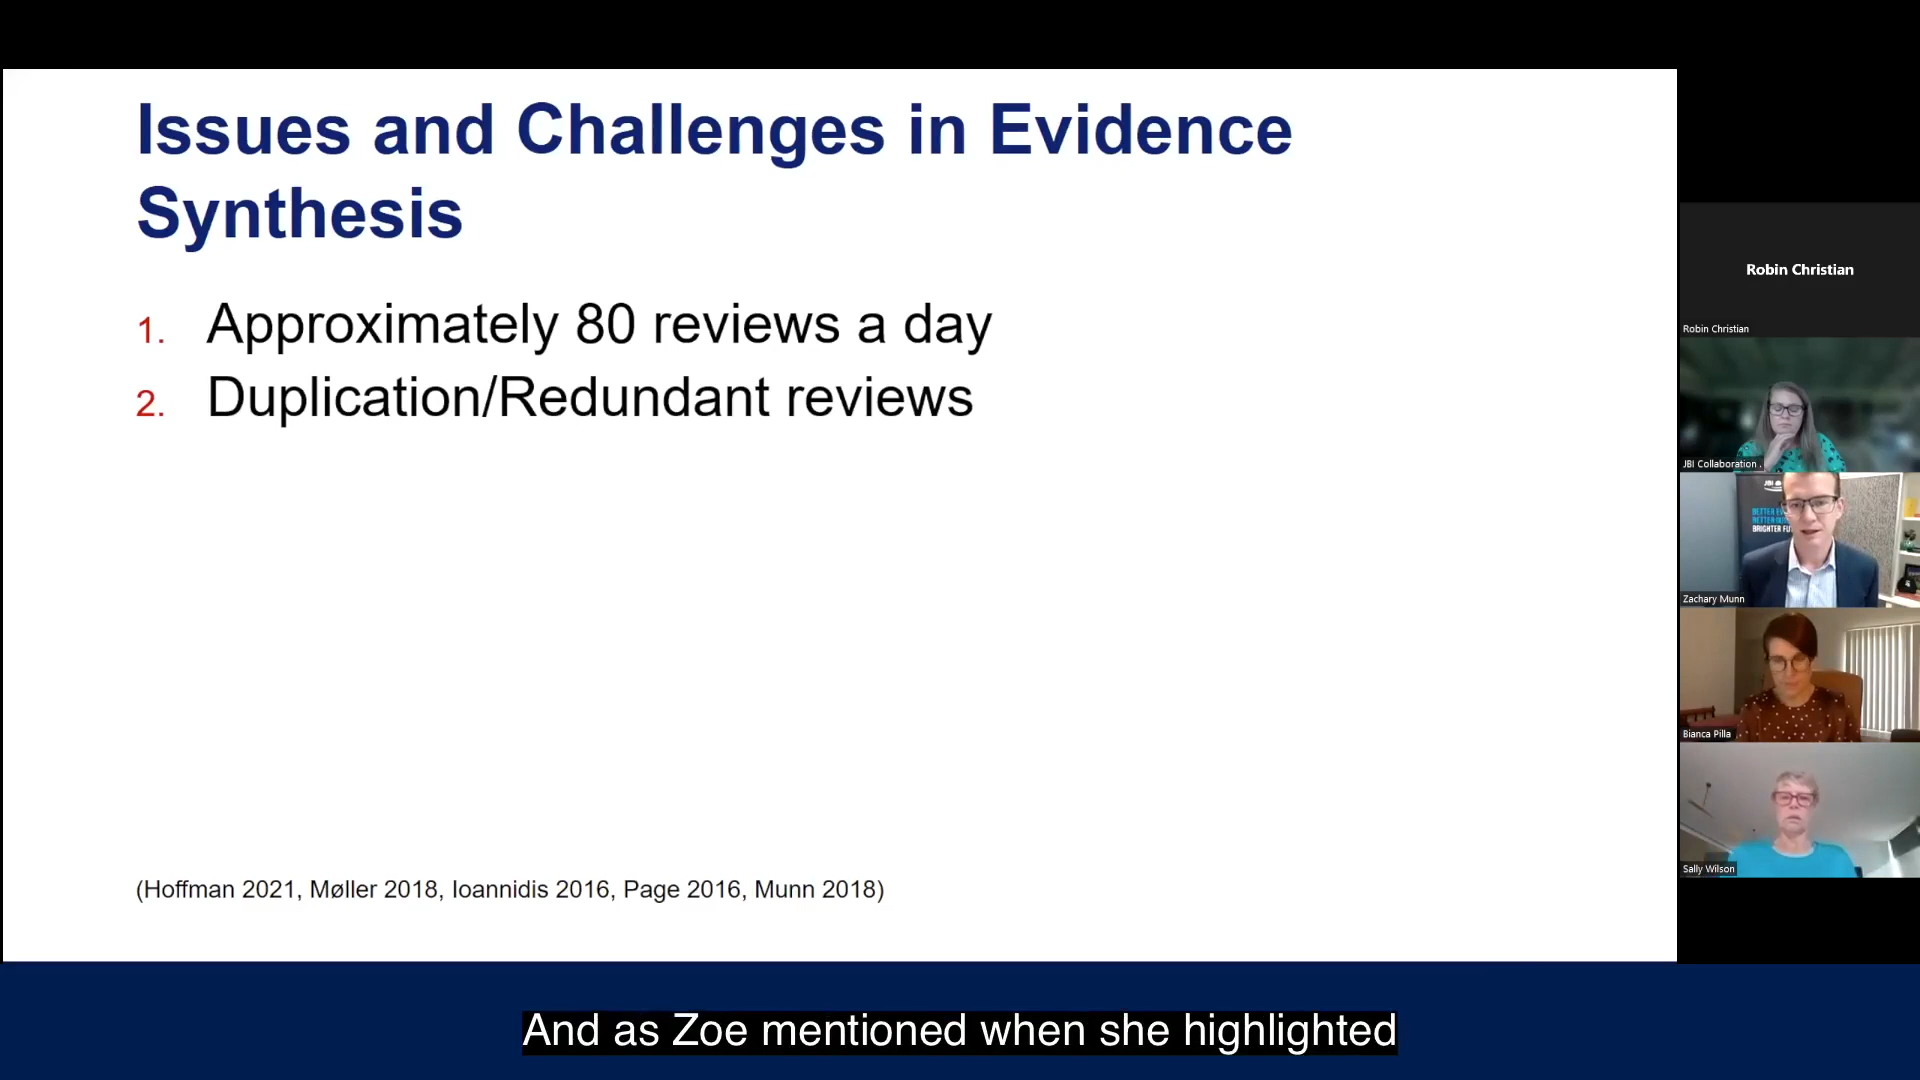 Issues and Challenges in Evidence
Synthesis
1. Approximately 80 reviews a day
2. Duplication/Redundant reviews
(Hoffman 2021, Møller 2018, Ioannidis 2016, Page 2016, Munn 2018)
Robin Christian
Robin Christian
JBI Collaboration .
JBI
BRIGHTER
Zachary Munn
Bianca Pilla
Sally Wilson
And as Zoe mentioned when she highlighted